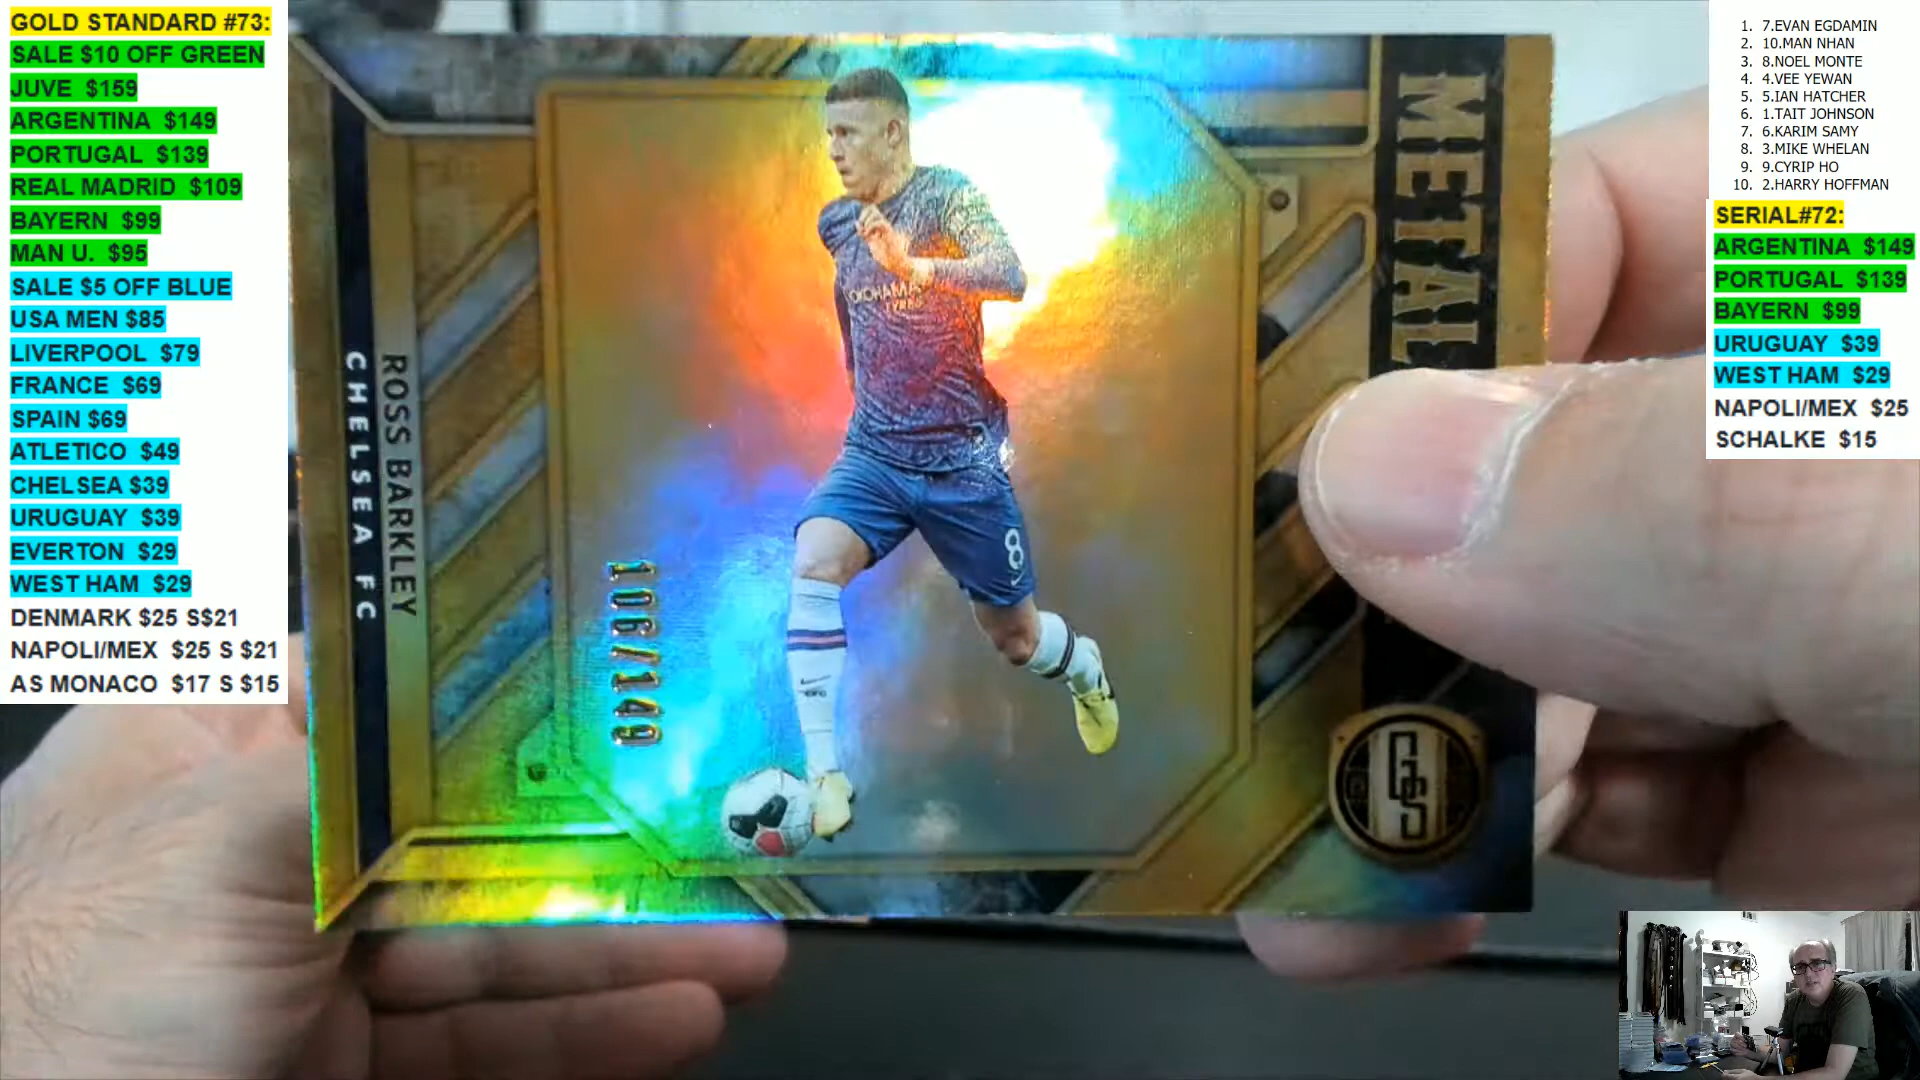 GOLD STANDARD #73:
SALE $10 OFF GREEN
JUVE $159
ARGENTINA $149
PORTUGAL $139
REAL MADRID $109
BAYERN $99
MAN U. $95
SALE $5 OFF BLUE
USA MEN $85
LIVERPOOL $79
FRANCE $69
SPAIN $69
ATLETICO $49
CHELSEA $39
URUGUAY $39
EVERTON $29
WEST HAM $29
DENMARK $25 S$21
NAPOLI/MEX $25 S $21
AS MONACO $17 S $15
ROSS BARKLEY
CHELSEA FC
106/149
YOKOHAMA
TYRES
8
METAL
GS
1. 7.EVAN EGDAMIN
2. 10.MAN NHAN
3. 8.NOEL MONTE
4. 4.VEE YEWAN
5. 5.IAN HATCHER
6. 1.TAIT JOHNSON
7. 6.KARIM SAMY
8. 3.MIKE WHELAN
9. 9.CYRIP HO
10. 2.HARRY HOFFMAN
SERIAL#72:
ARGENTINA $149
PORTUGAL $139
BAYERN $99
URUGUAY $39
WEST HAM $29
NAPOLI/MEX $25
SCHALKE $15